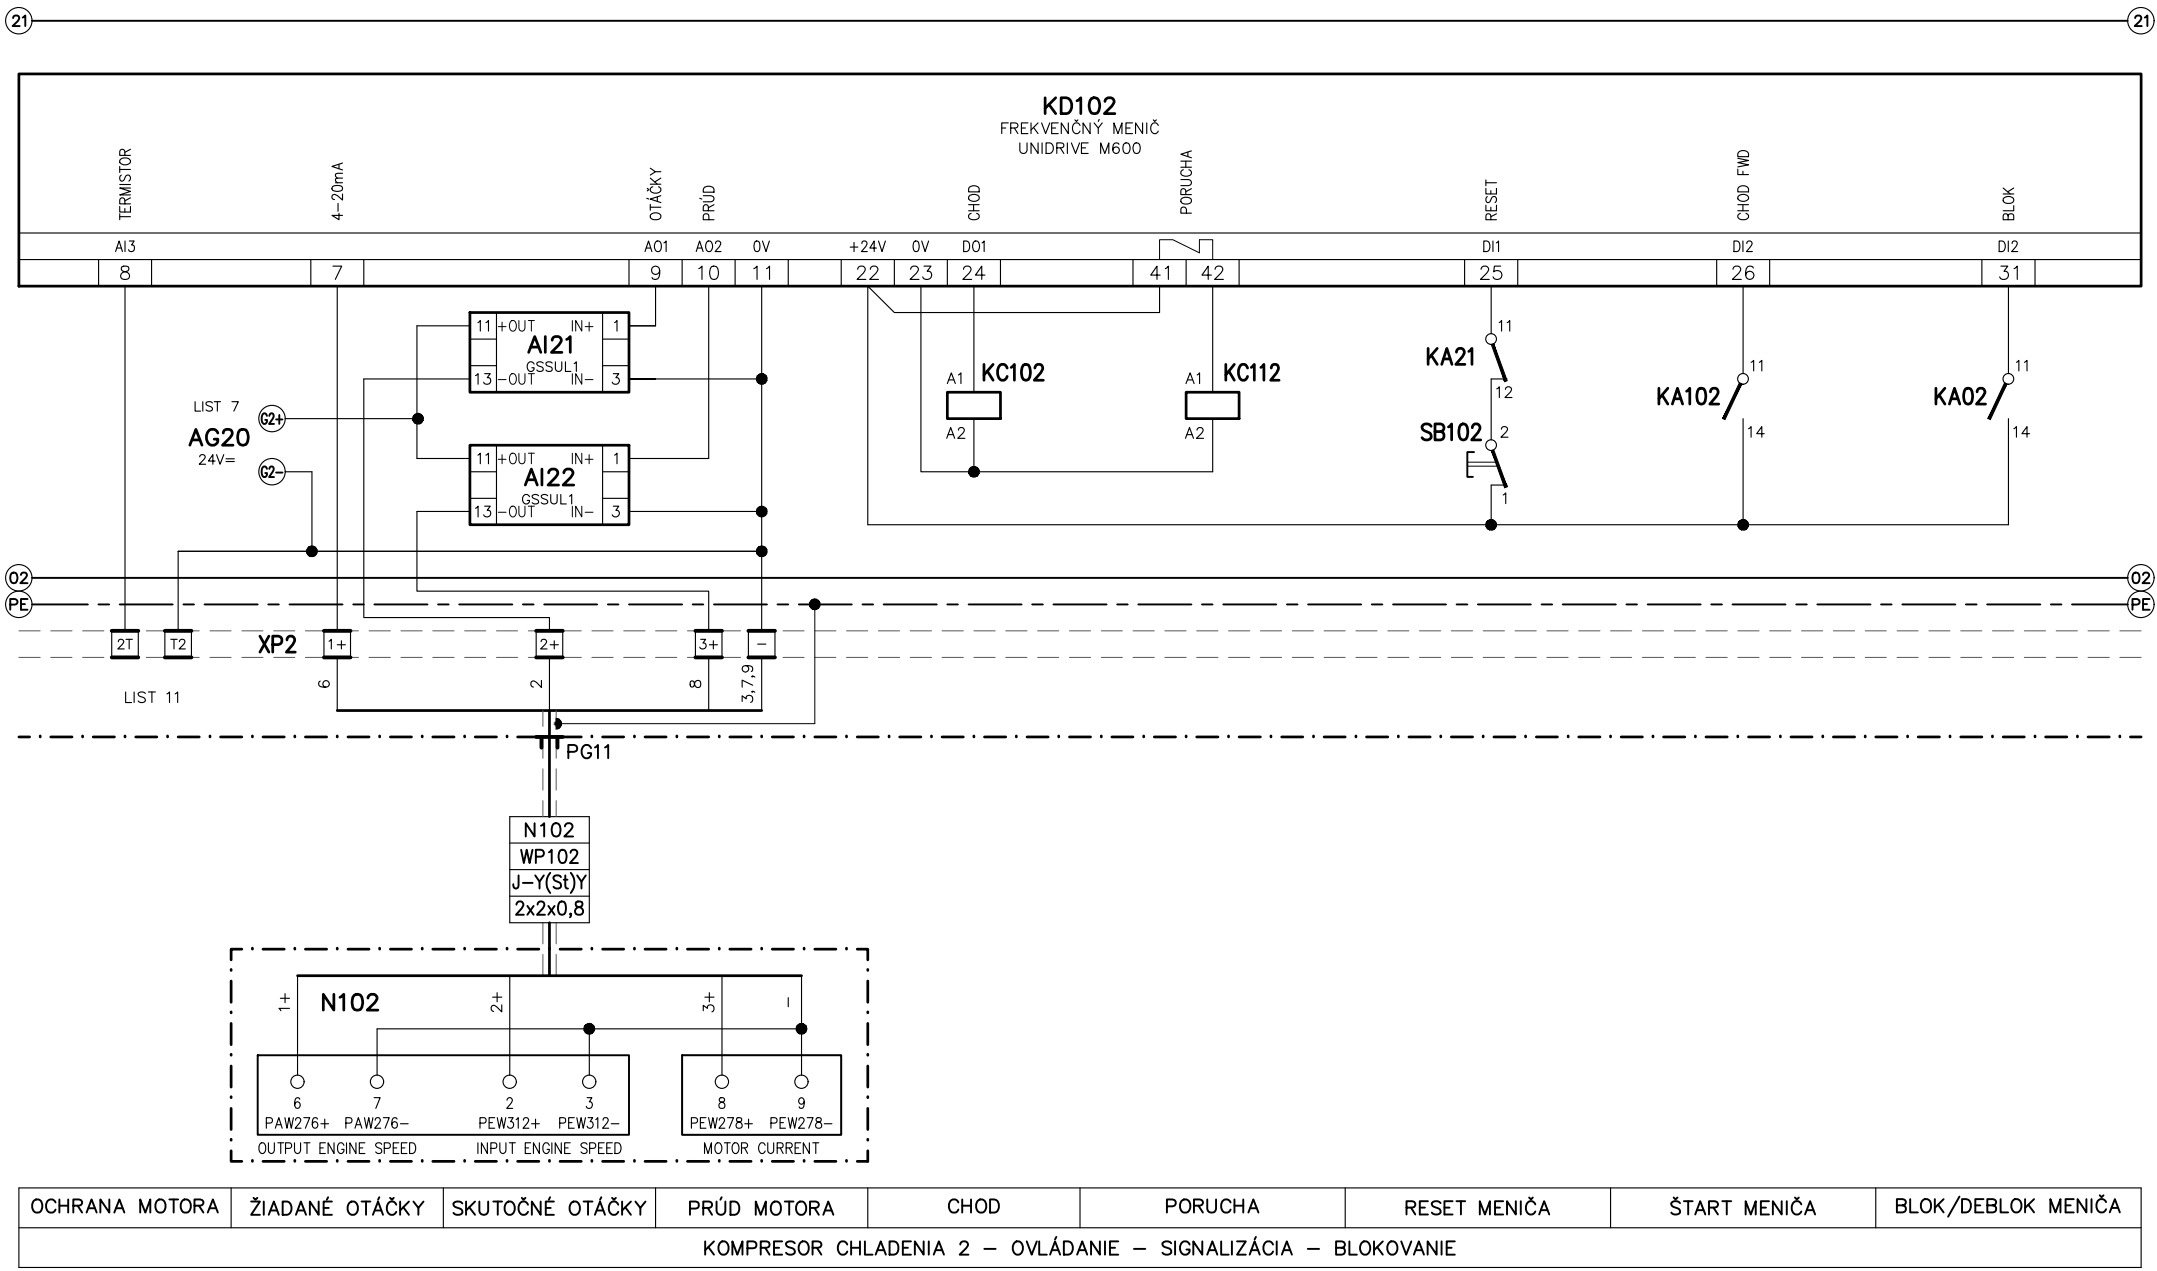 21
21
KD102
FREKVENČNÝ MENIČ
UNIDRIVE M600
TERMISTOR
4-20mA
OTÁČKY
PRÚD
CHOD
PORUCHA
RESET
CHOD FWD
BLOK
AI3 AO1 AO2 0V +24V 0V DO1 DI1 DI2 DI2
8 7 9 10 11 22 23 24 41 42 25 26 31
11 +OUT IN+ 1
AI21
GSSUL1
13 -OUT IN- 3
LIST 7
G2+
AG20
24V=
G2-
11 +OUT IN+ 1
AI22
GSSUL1
13 -OUT IN- 3
A1 KC102
A2
A1 KC112
A2
11
KA21
12
SB102 2
1
11
KA102
14
11
KA02
14
02
02
PE
PE
2T T2 XP2 1+ 2+ 3+ -
LIST 11
6
2
8
3,7,9
PG11
N102
WP102
J-Y(St)Y
2x2x0,8
1+
N102
2+
3+
-
6 7 2 3 8 9
PAW276+ PAW276- PEW312+ PEW312- PEW278+ PEW278-
OUTPUT ENGINE SPEED INPUT ENGINE SPEED MOTOR CURRENT
OCHRANA MOTORA ŽIADANÉ OTÁČKY SKUTOČNÉ OTÁČKY PRÚD MOTORA CHOD PORUCHA RESET MENIČA ŠTART MENIČA BLOK/DEBLOK MENIČA
KOMPRESOR CHLADENIA 2 - OVLÁDANIE - SIGNALIZÁCIA - BLOKOVANIE